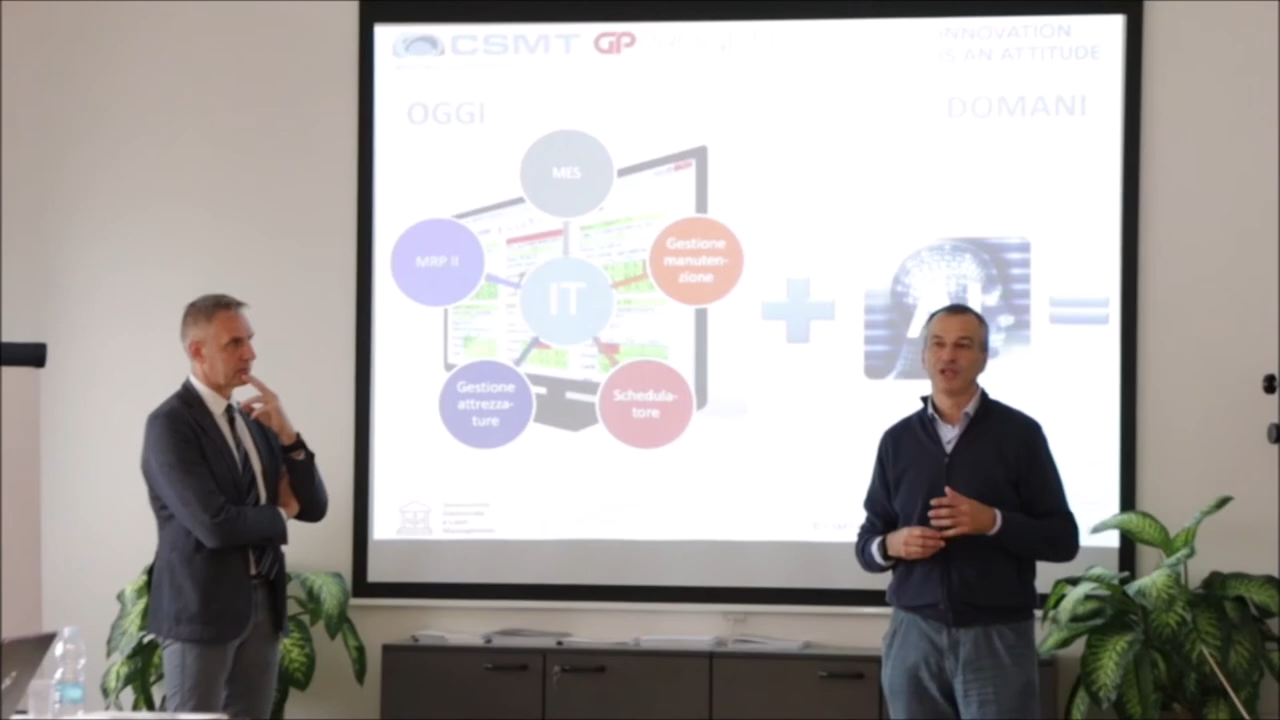 CSMT GP
INNOVATION
IS AN ATTITUDE
OGGI
DOMANI
MES
MRP II
Gestione
manuten-
zione
IT
Gestione
attrezza-
ture
Schedula-
tore